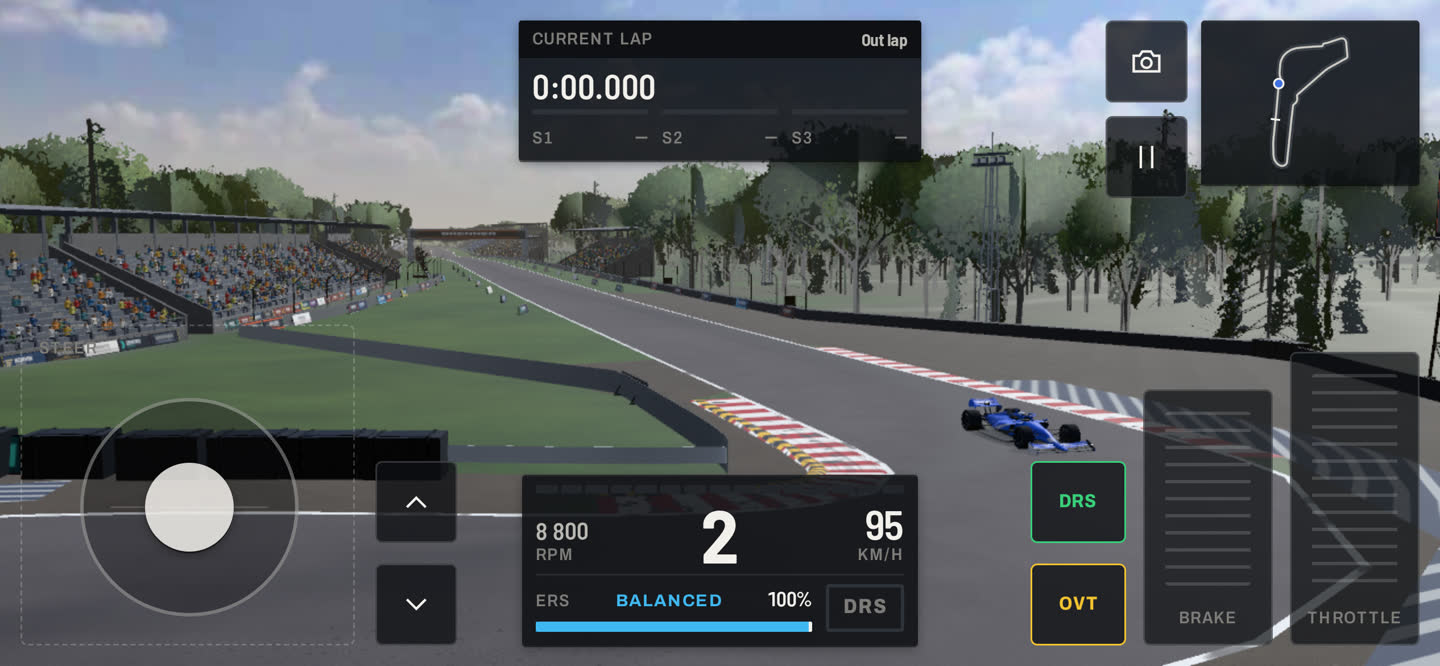 CURRENT LAP
Out lap
0:00.000
S1 – S2 – S3 –
STEER
8 800
RPM
2
95
KM/H
ERS
BALANCED
100%
DRS
DRS
OVT
BRAKE
THROTTLE